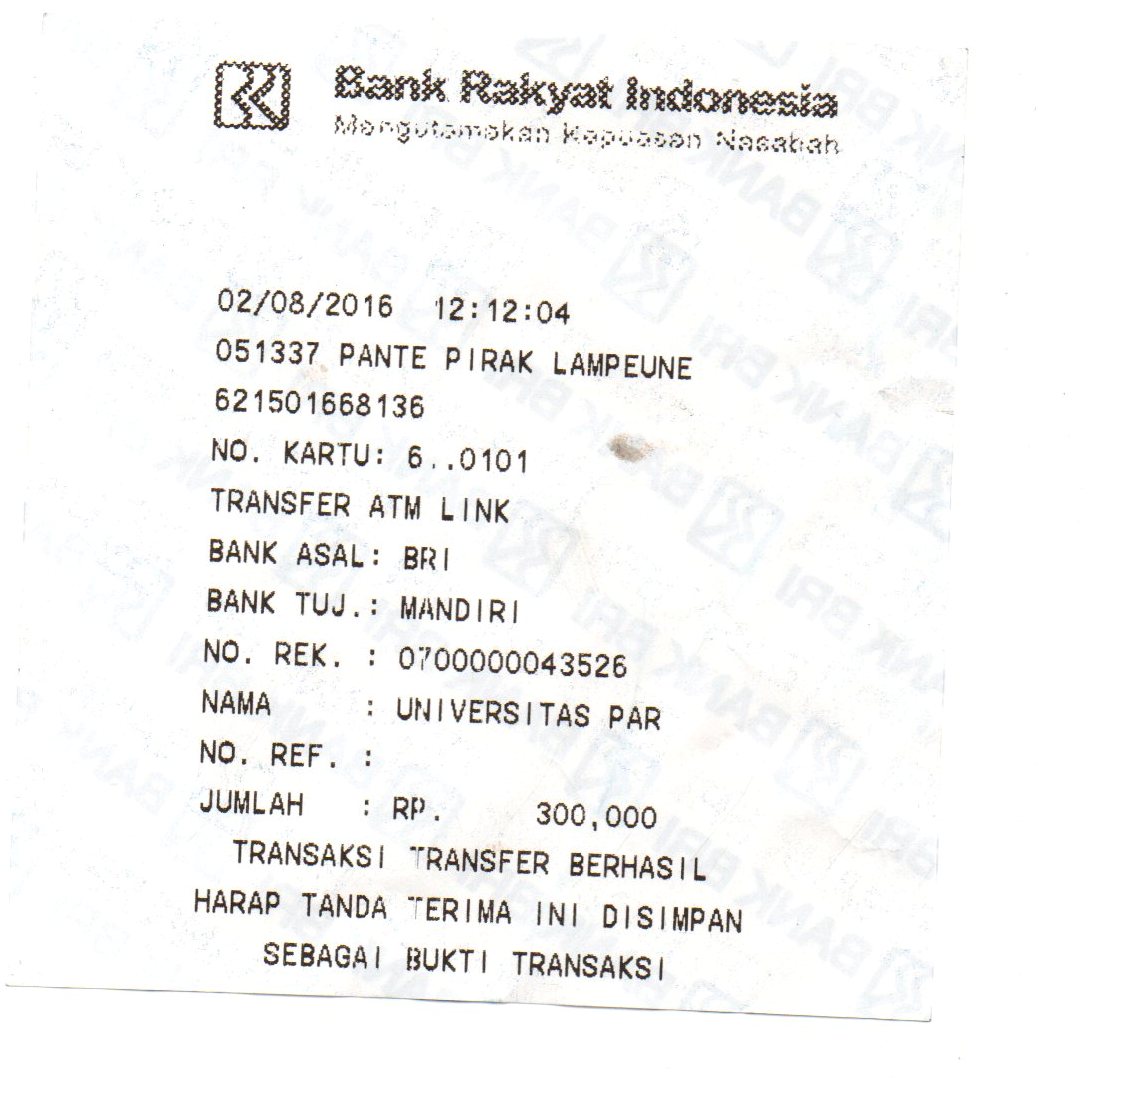 Bank Rakyat Indonesia
Mengutamakan Kepuasan Nasabah
02/08/2016 12:12:04
051337 PANTE PIRAK LAMPEUNE
621501668136
NO. KARTU: 6..0101
TRANSFER ATM LINK
BANK ASAL: BRI
BANK TUJ.: MANDIRI
NO. REK. : 0700000043526
NAMA : UNIVERSITAS PAR
NO. REF. :
JUMLAH : RP. 300,000
TRANSAKSI TRANSFER BERHASIL
HARAP TANDA TERIMA INI DISIMPAN
SEBAGAI BUKTI TRANSAKSI